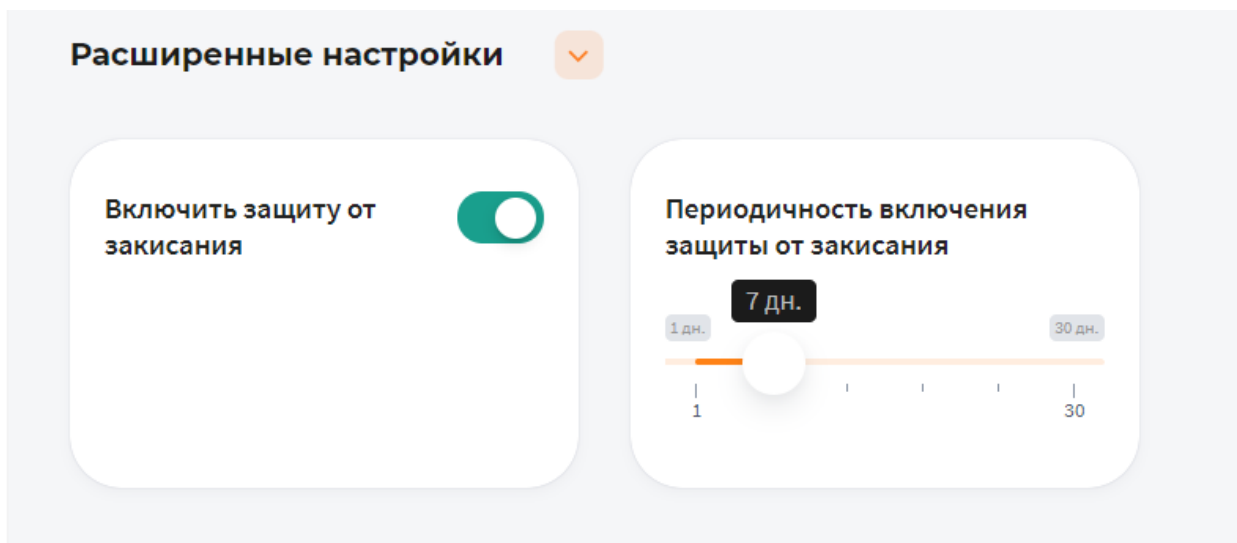 Расширенные настройки
Включить защиту от
закисания
Периодичность включения
защиты от закисания
7 дн.
1 дн.
30 дн.
1
30